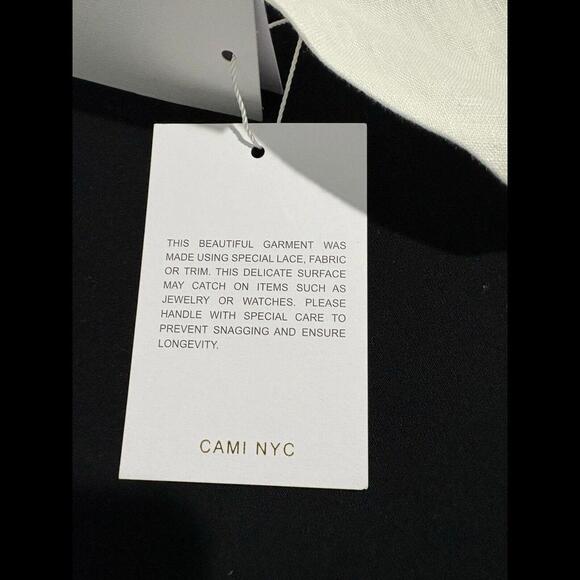 THIS BEAUTIFUL GARMENT WAS
MADE USING SPECIAL LACE, FABRIC
OR TRIM. THIS DELICATE SURFACE
MAY CATCH ON ITEMS SUCH AS
JEWELRY OR WATCHES. PLEASE
HANDLE WITH SPECIAL CARE TO
PREVENT SNAGGING AND ENSURE
LONGEVITY.
CAMI NYC